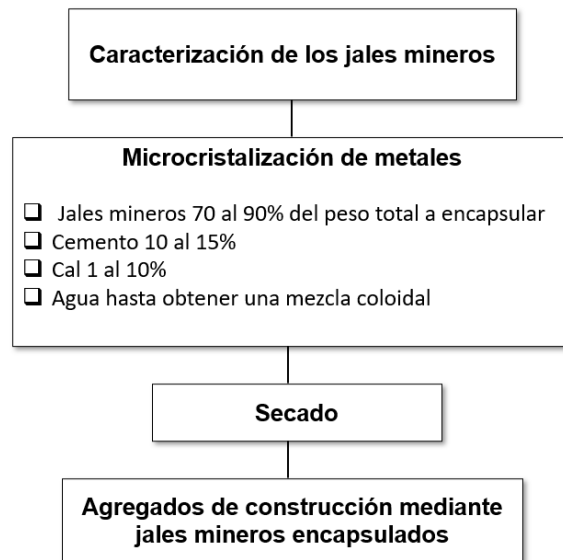 Caracterización de los jales mineros
Microcristalización de metales
❑ Jales mineros 70 al 90% del peso total a encapsular
❑ Cemento 10 al 15%
❑ Cal 1 al 10%
❑ Agua hasta obtener una mezcla coloidal
Secado
Agregados de construcción mediante
jales mineros encapsulados